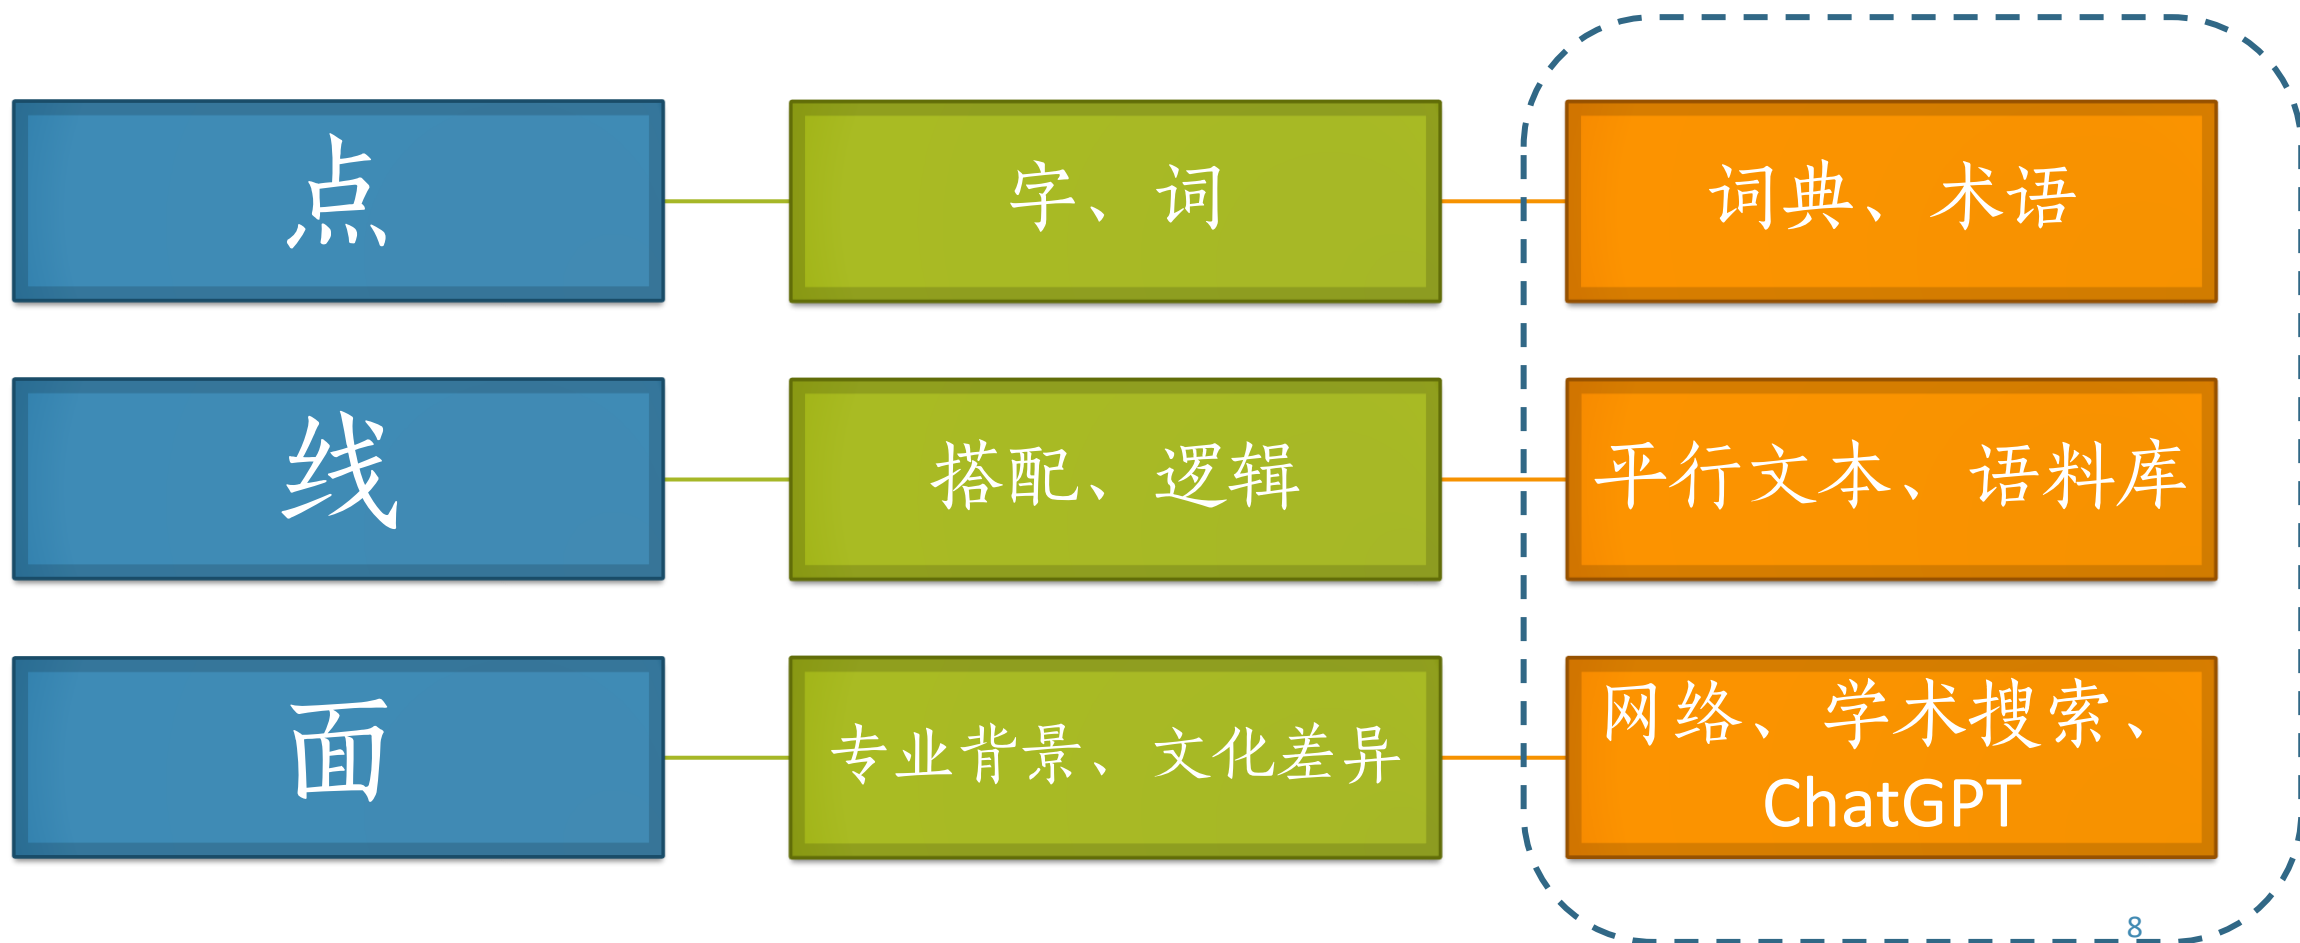 点
字、词
词典、术语
线
搭配、逻辑
平行文本、语料库
面
专业背景、文化差异
网络、学术搜索、
ChatGPT
8